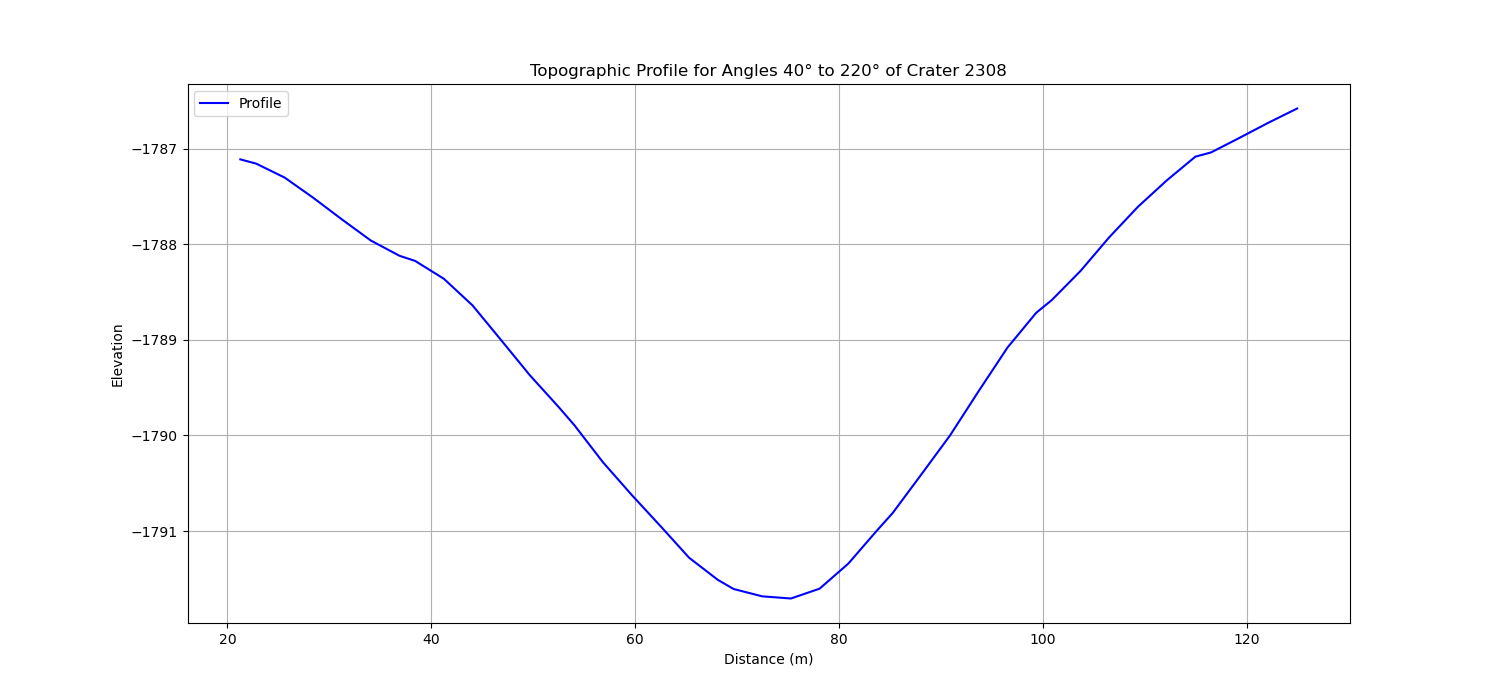 Topographic Profile for Angles 40° to 220° of Crater 2308
Profile
−1787
−1788
−1789
−1790
−1791
Elevation
20 40 60 80 100 120
Distance (m)